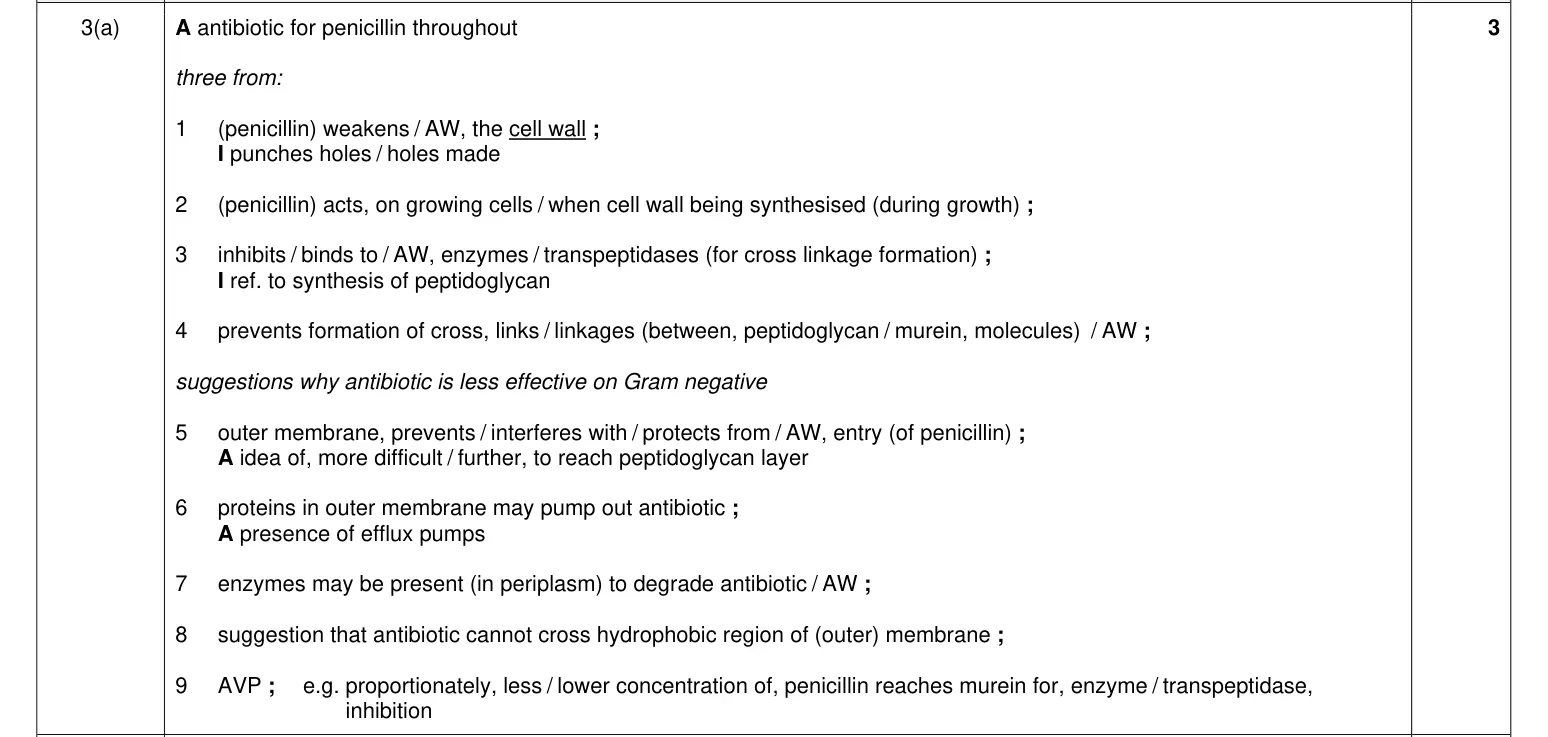 3(a) A antibiotic for penicillin throughout 3
three from:
1 (penicillin) weakens / AW, the cell wall ;
I punches holes / holes made
2 (penicillin) acts, on growing cells / when cell wall being synthesised (during growth) ;
3 inhibits / binds to / AW, enzymes / transpeptidases (for cross linkage formation) ;
I ref. to synthesis of peptidoglycan
4 prevents formation of cross, links / linkages (between, peptidoglycan / murein, molecules) / AW ;
suggestions why antibiotic is less effective on Gram negative
5 outer membrane, prevents / interferes with / protects from / AW, entry (of penicillin) ;
A idea of, more difficult / further, to reach peptidoglycan layer
6 proteins in outer membrane may pump out antibiotic ;
A presence of efflux pumps
7 enzymes may be present (in periplasm) to degrade antibiotic / AW ;
8 suggestion that antibiotic cannot cross hydrophobic region of (outer) membrane ;
9 AVP ; e.g. proportionately, less / lower concentration of, penicillin reaches murein for, enzyme / transpeptidase,
inhibition